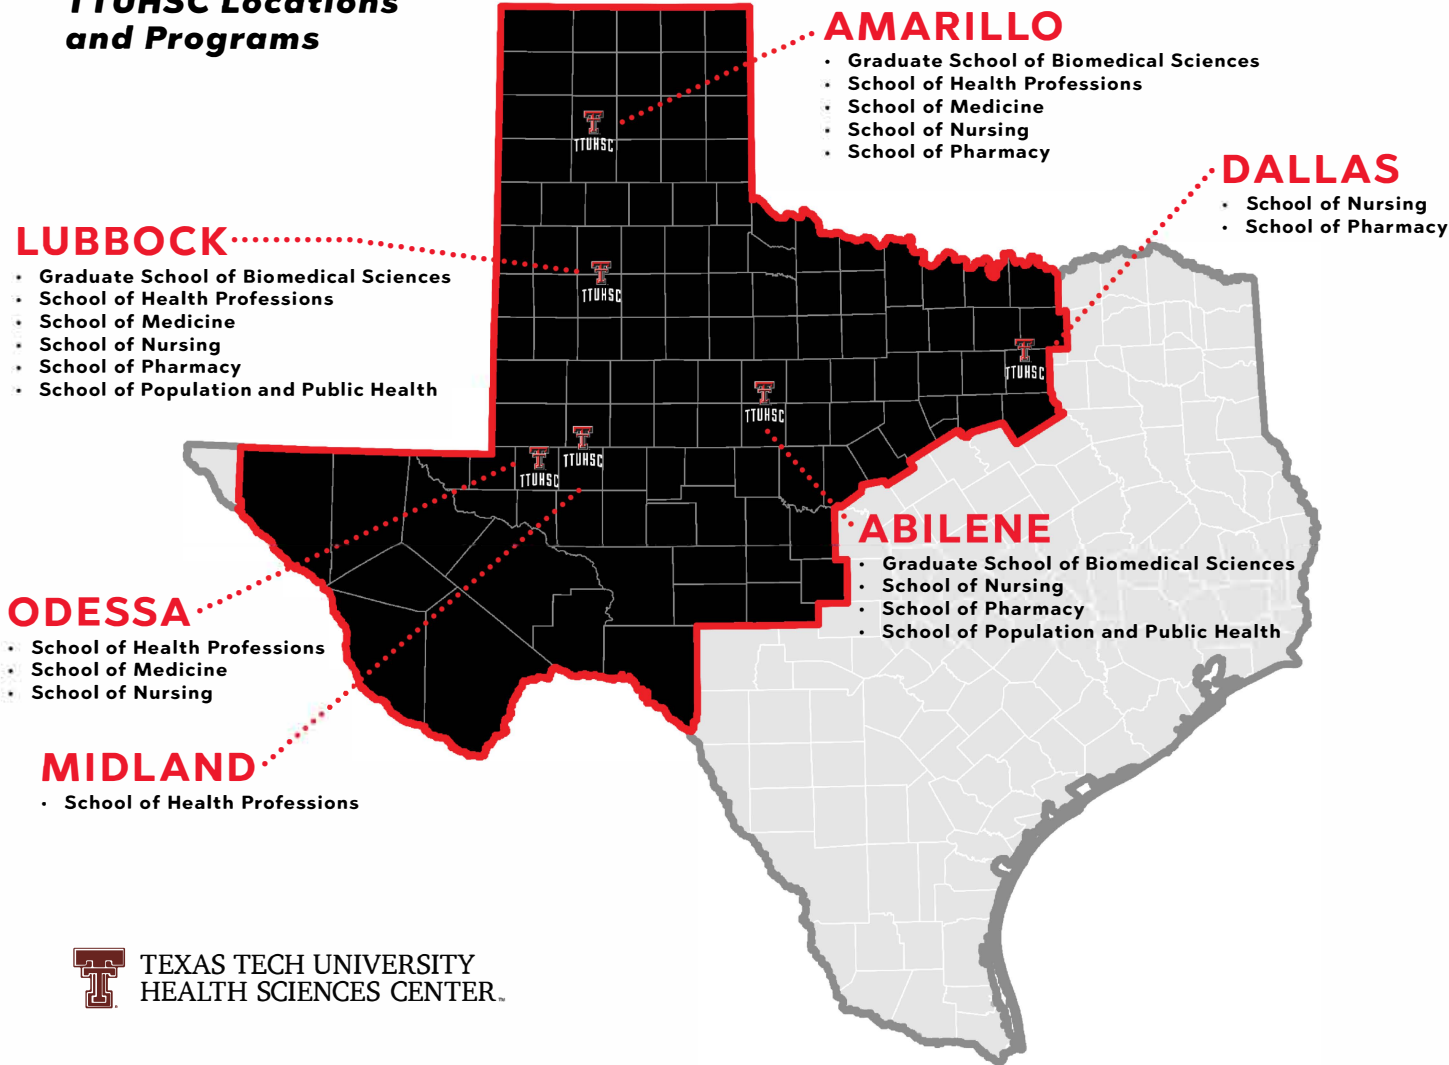 TTUHSC Locations
and Programs
AMARILLO
• Graduate School of Biomedical Sciences
• School of Health Professions
• School of Medicine
• School of Nursing
• School of Pharmacy
DALLAS
• School of Nursing
• School of Pharmacy
LUBBOCK
• Graduate School of Biomedical Sciences
• School of Health Professions
• School of Medicine
• School of Nursing
• School of Pharmacy
• School of Population and Public Health
TTUHSC
TTUHSC
TTUHSC
TTUHSC
TTUHSC
TTUHSC
ABILENE
• Graduate School of Biomedical Sciences
• School of Nursing
• School of Pharmacy
• School of Population and Public Health
ODESSA
• School of Health Professions
• School of Medicine
• School of Nursing
MIDLAND
• School of Health Professions
TEXAS TECH UNIVERSITY
HEALTH SCIENCES CENTER™